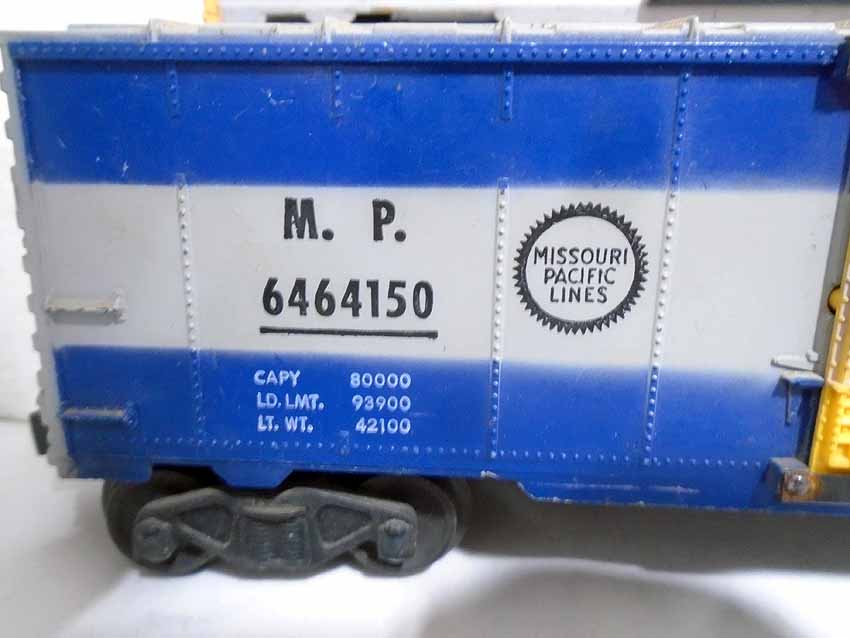 M. P.
6464150
MISSOURI
PACIFIC
LINES
CAPY 80000
LD. LMT. 93900
LT. WT. 42100